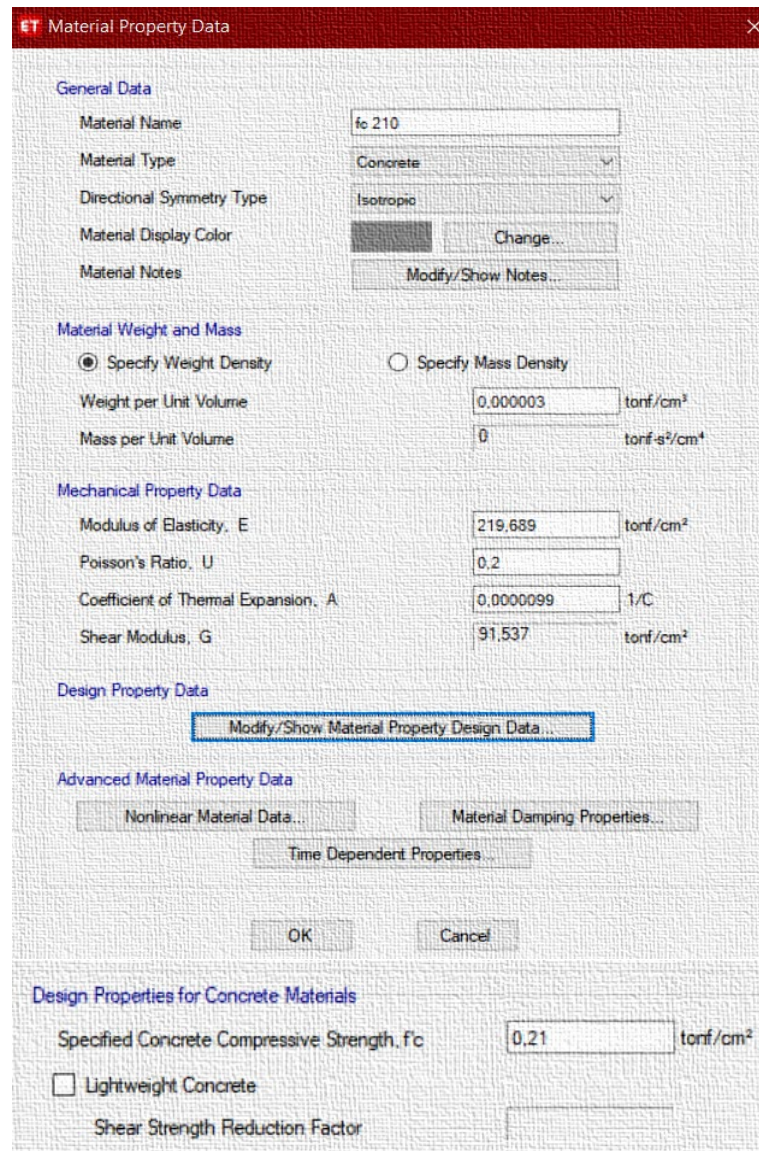 ET Material Property Data
General Data
Material Name fc 210
Material Type Concrete
Directional Symmetry Type Isotropic
Material Display Color Change...
Material Notes Modify/Show Notes...
Material Weight and Mass
Specify Weight Density Specify Mass Density
Weight per Unit Volume 0,000003 tonf/cm³
Mass per Unit Volume 0 tonf-s²/cm⁴
Mechanical Property Data
Modulus of Elasticity, E 219,689 tonf/cm²
Poisson's Ratio, U 0,2
Coefficient of Thermal Expansion, A 0,0000099 1/C
Shear Modulus, G 91,537 tonf/cm²
Design Property Data
Modify/Show Material Property Design Data...
Advanced Material Property Data
Nonlinear Material Data... Material Damping Properties...
Time Dependent Properties...
OK Cancel
Design Properties for Concrete Materials
Specified Concrete Compressive Strength, f'c 0,21 tonf/cm²
Lightweight Concrete
Shear Strength Reduction Factor